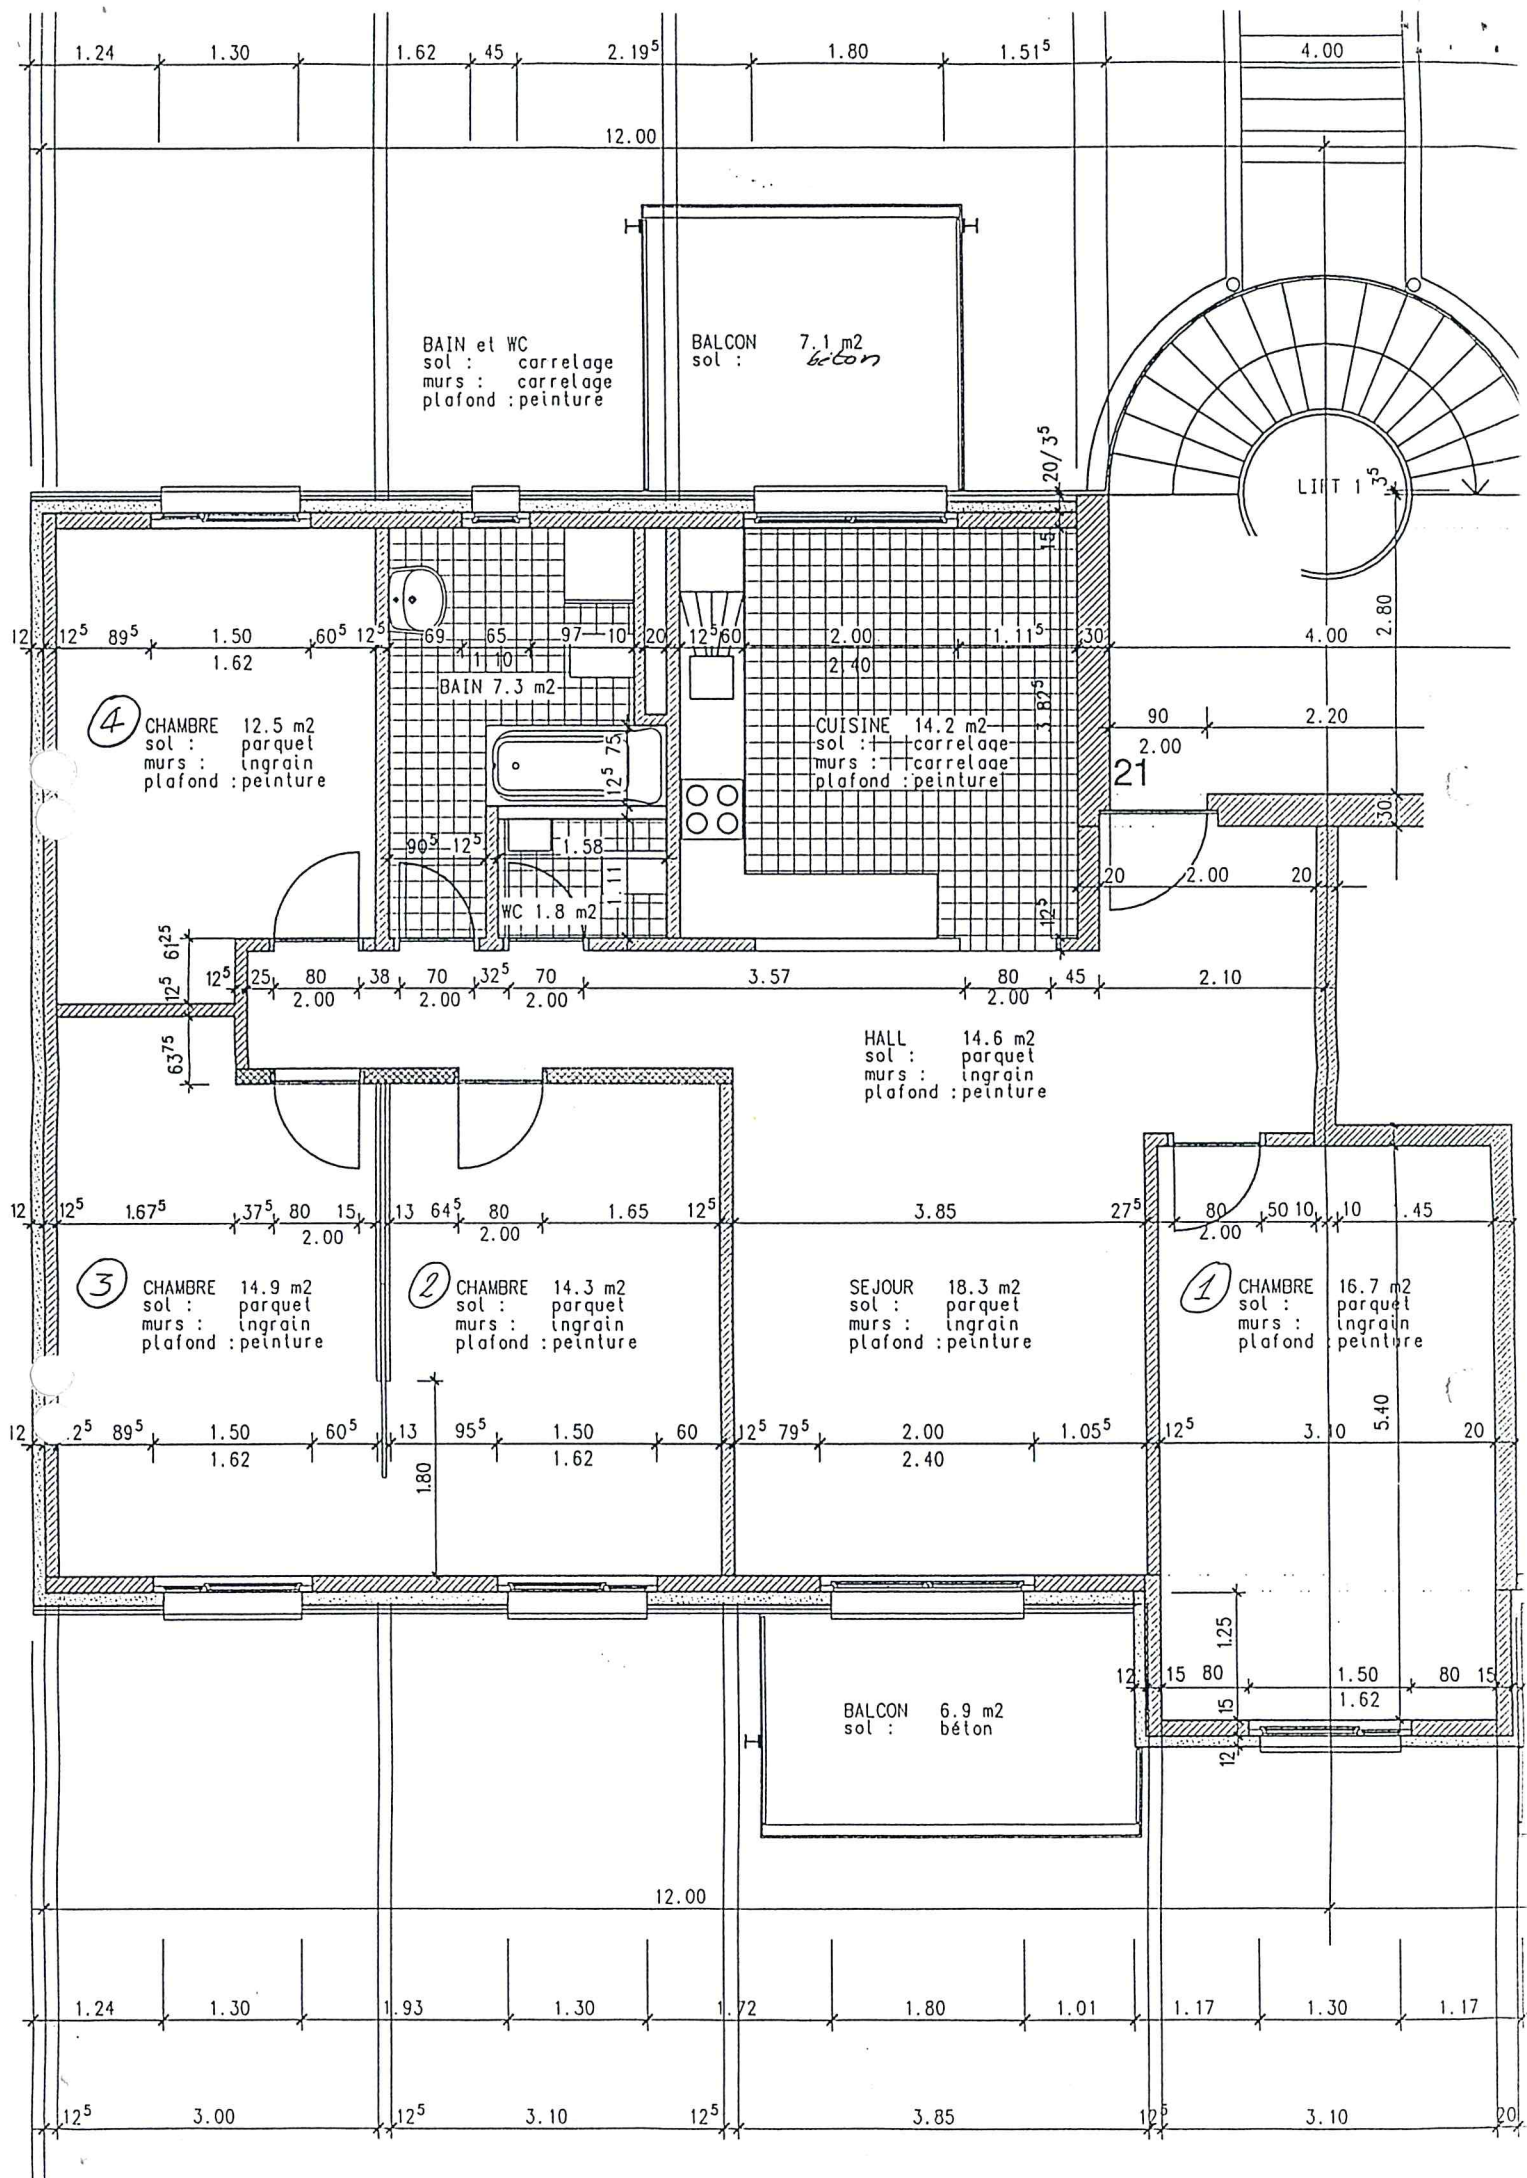 1.24 1.30 1.62 45 2.19⁵ 1.80 1.51⁵ 4.00
12.00
BAIN et WC
sol : carrelage
murs : carrelage
plafond : peinture
BALCON 7.1 m2
sol : béton
20/3⁵
LIFT 1
3⁵
15
12 12⁵ 89⁵ 1.50 60⁵ 12⁵ 69 65 97 10 20 12⁵ 60 2.00 1.11⁵ 30 4.00
1.62 1.10 2.40
2.80
BAIN 7.3 m2
3.82⁵
4
CHAMBRE 12.5 m2
sol : parquet
murs : ingrain
plafond : peinture
75
12⁵
CUISINE 14.2 m2
sol : carrelage
murs : carrelage
plafond : peinture
90 2.20
2.00
21
30
90⁵ 12⁵ 1.58
1.11
WC 1.8 m2
20 2.00 20
12⁵
61²⁵
12⁵
63⁷⁵
12⁵ 25 80 38 70 32⁵ 70 3.57 80 45 2.10
2.00 2.00 2.00 2.00
HALL 14.6 m2
sol : parquet
murs : ingrain
plafond : peinture
12 12⁵ 1.67⁵ 37⁵ 80 15 13 64⁵ 80 1.65 12⁵ 3.85 27⁵ 80 50 10 10 1.45
2.00 2.00 2.00
3
CHAMBRE 14.9 m2
sol : parquet
murs : ingrain
plafond : peinture
2
CHAMBRE 14.3 m2
sol : parquet
murs : ingrain
plafond : peinture
SEJOUR 18.3 m2
sol : parquet
murs : ingrain
plafond : peinture
1
CHAMBRE 16.7 m2
sol : parquet
murs : ingrain
plafond : peinture
5.40
12 .2⁵ 89⁵ 1.50 60⁵ 13 95⁵ 1.50 60 12⁵ 79⁵ 2.00 1.05⁵ 12⁵ 3.10 20
1.62 1.62 2.40
1.80
1.25
12 15 80 1.50 80 15
1.62
15
12
BALCON 6.9 m2
sol : béton
12.00
1.24 1.30 1.93 1.30 1.72 1.80 1.01 1.17 1.30 1.17
12⁵ 3.00 12⁵ 3.10 12⁵ 3.85 12⁵ 3.10 20